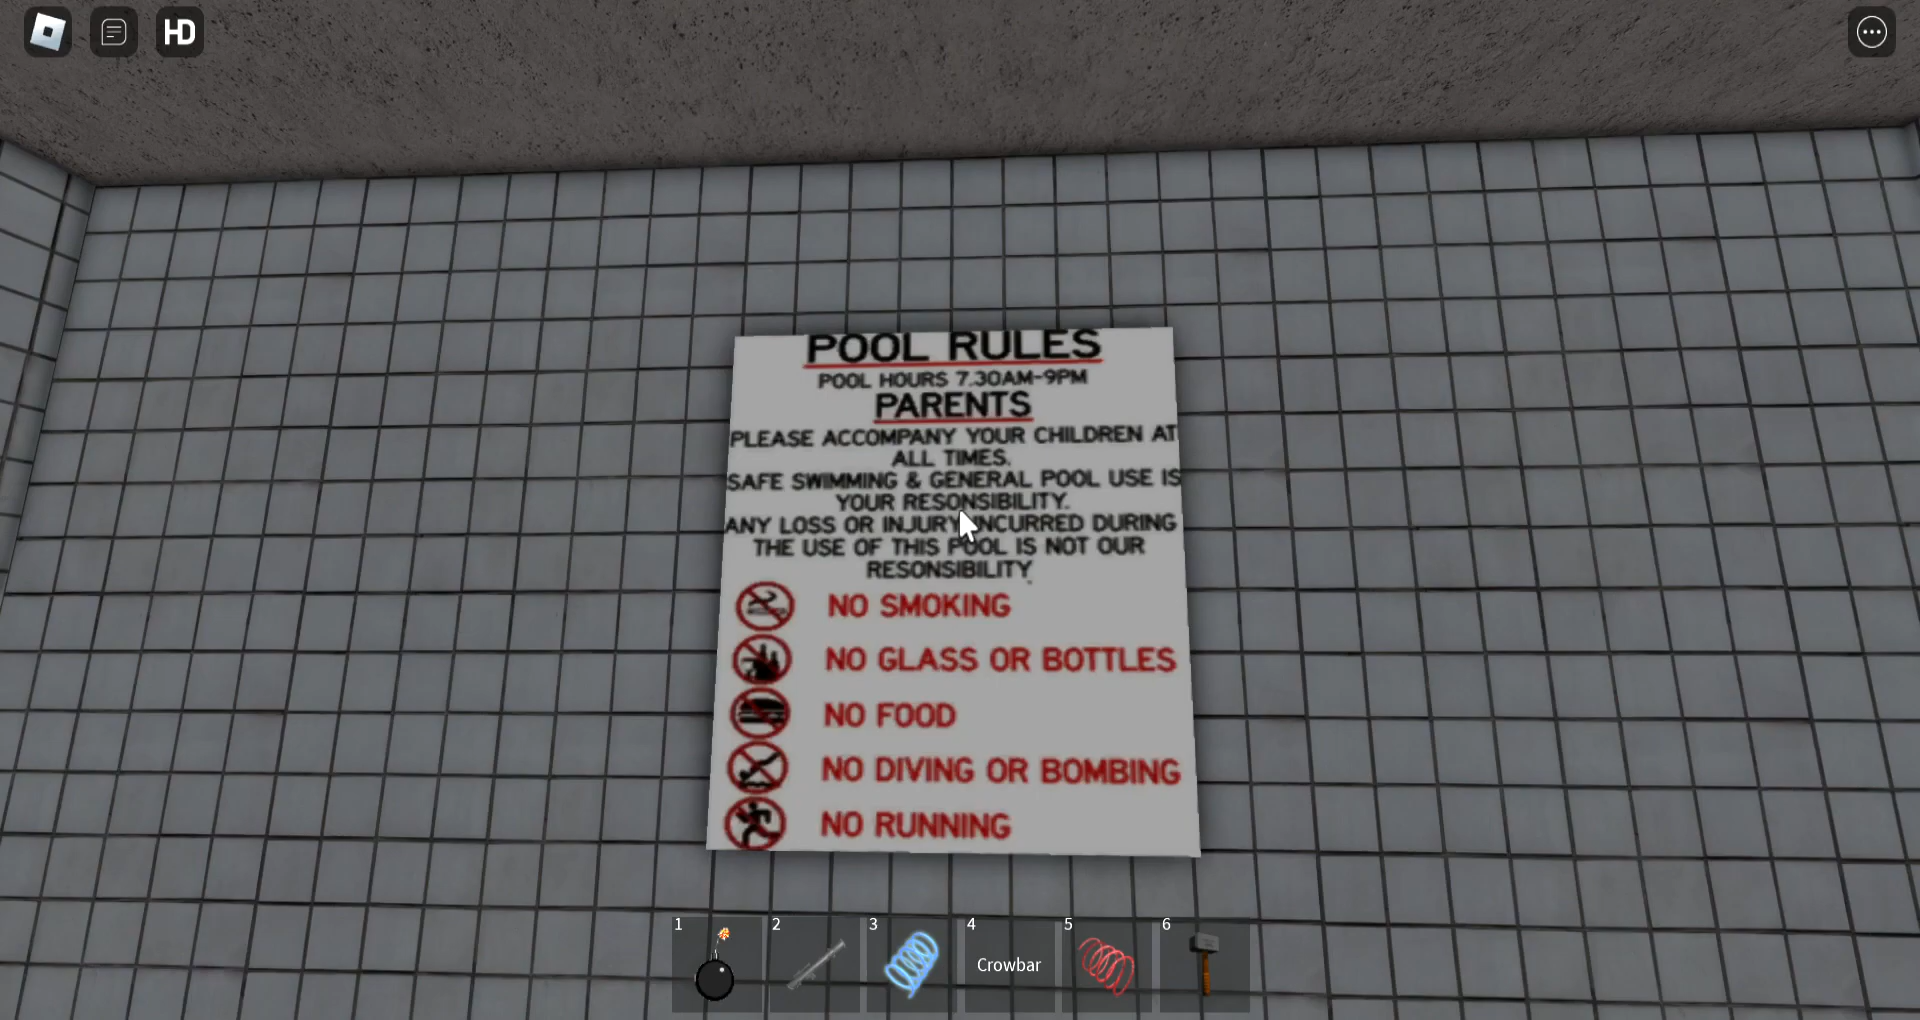 HD
POOL RULES
POOL HOURS 7.30AM-9PM
PARENTS
PLEASE ACCOMPANY YOUR CHILDREN AT
ALL TIMES.
SAFE SWIMMING & GENERAL POOL USE IS
YOUR RESONSIBILITY.
ANY LOSS OR INJURY INCURRED DURING
THE USE OF THIS POOL IS NOT OUR
RESONSIBILITY.
NO SMOKING
NO GLASS OR BOTTLES
NO FOOD
NO DIVING OR BOMBING
NO RUNNING
1 2 3 4 5 6
Crowbar